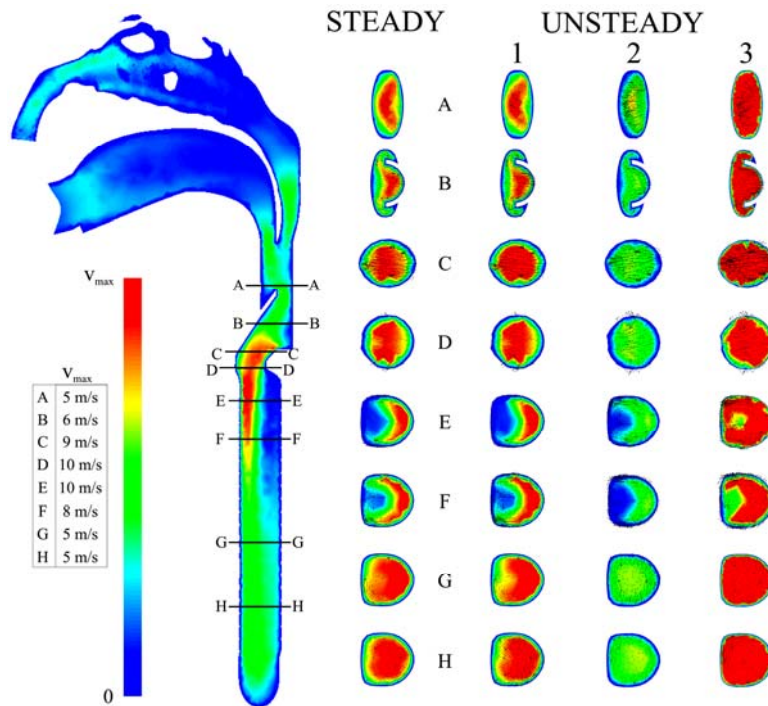 STEADY UNSTEADY
1 2 3
A
B
C
D
E
F
G
H
A A
B B
C C
D D
E E
F F
G G
H H
vmax
0
vmax
A 5 m/s
B 6 m/s
C 9 m/s
D 10 m/s
E 10 m/s
F 8 m/s
G 5 m/s
H 5 m/s